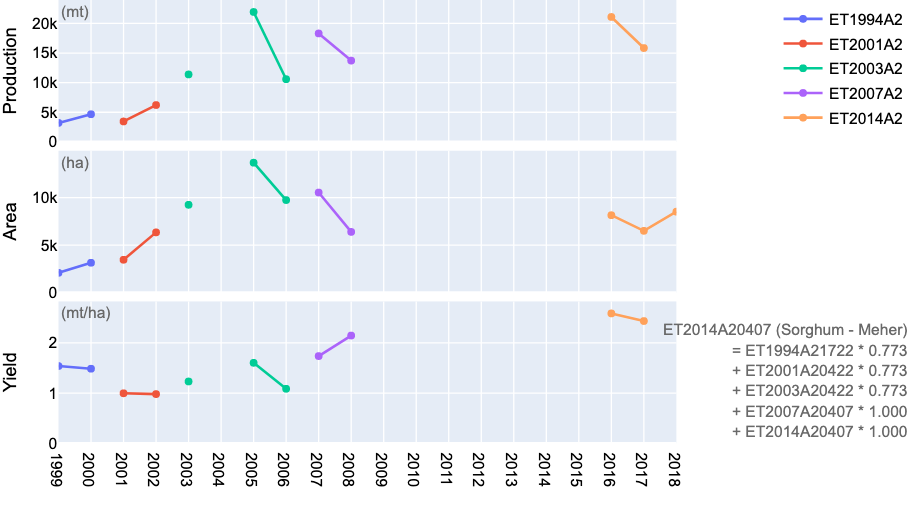 Production
(mt)
20k
15k
10k
5k
0
Area
(ha)
10k
5k
0
Yield
(mt/ha)
2
1
0
1999
2000
2001
2002
2003
2004
2005
2006
2007
2008
2009
2010
2011
2012
2013
2014
2015
2016
2017
2018
ET1994A2
ET2001A2
ET2003A2
ET2007A2
ET2014A2
ET2014A20407 (Sorghum - Meher)
= ET1994A21722 * 0.773
+ ET2001A20422 * 0.773
+ ET2003A20422 * 0.773
+ ET2007A20407 * 1.000
+ ET2014A20407 * 1.000